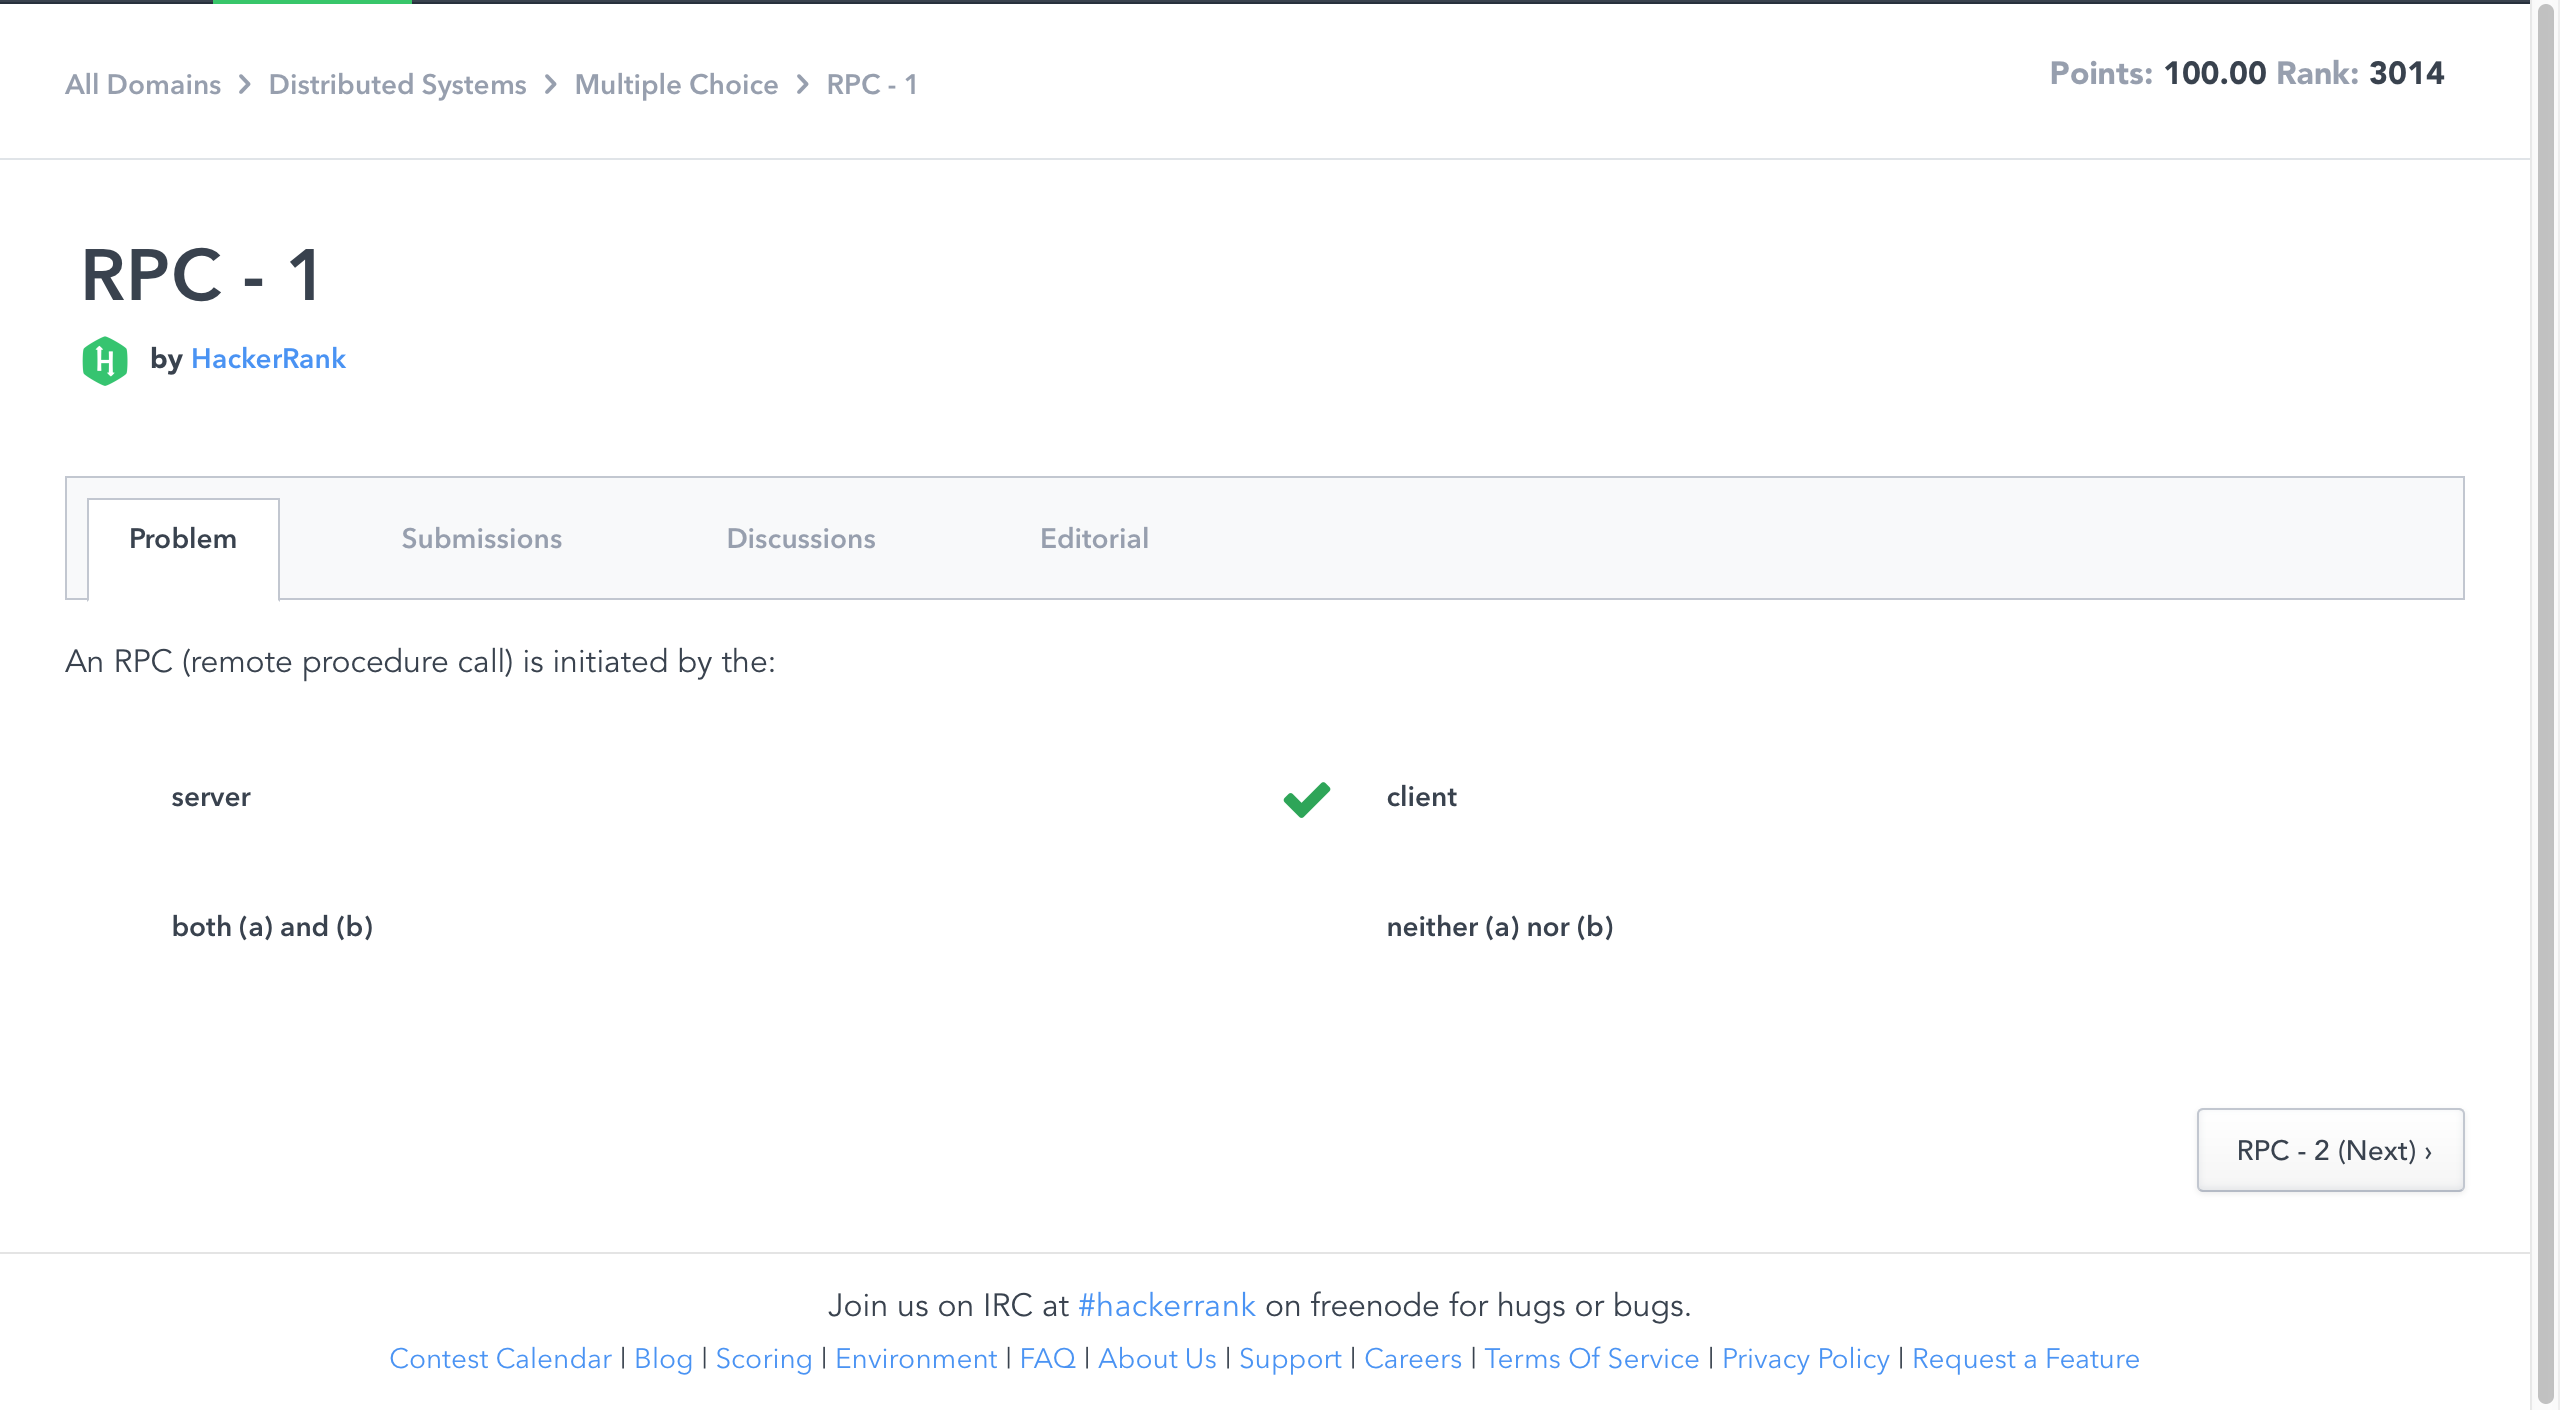 All Domains > Distributed Systems > Multiple Choice > RPC - 1
Points: 100.00 Rank: 3014
RPC - 1
by HackerRank
Problem Submissions Discussions Editorial
An RPC (remote procedure call) is initiated by the:
server
client
both (a) and (b)
neither (a) nor (b)
RPC - 2 (Next) ›
Join us on IRC at #hackerrank on freenode for hugs or bugs.
Contest Calendar | Blog | Scoring | Environment | FAQ | About Us | Support | Careers | Terms Of Service | Privacy Policy | Request a Feature